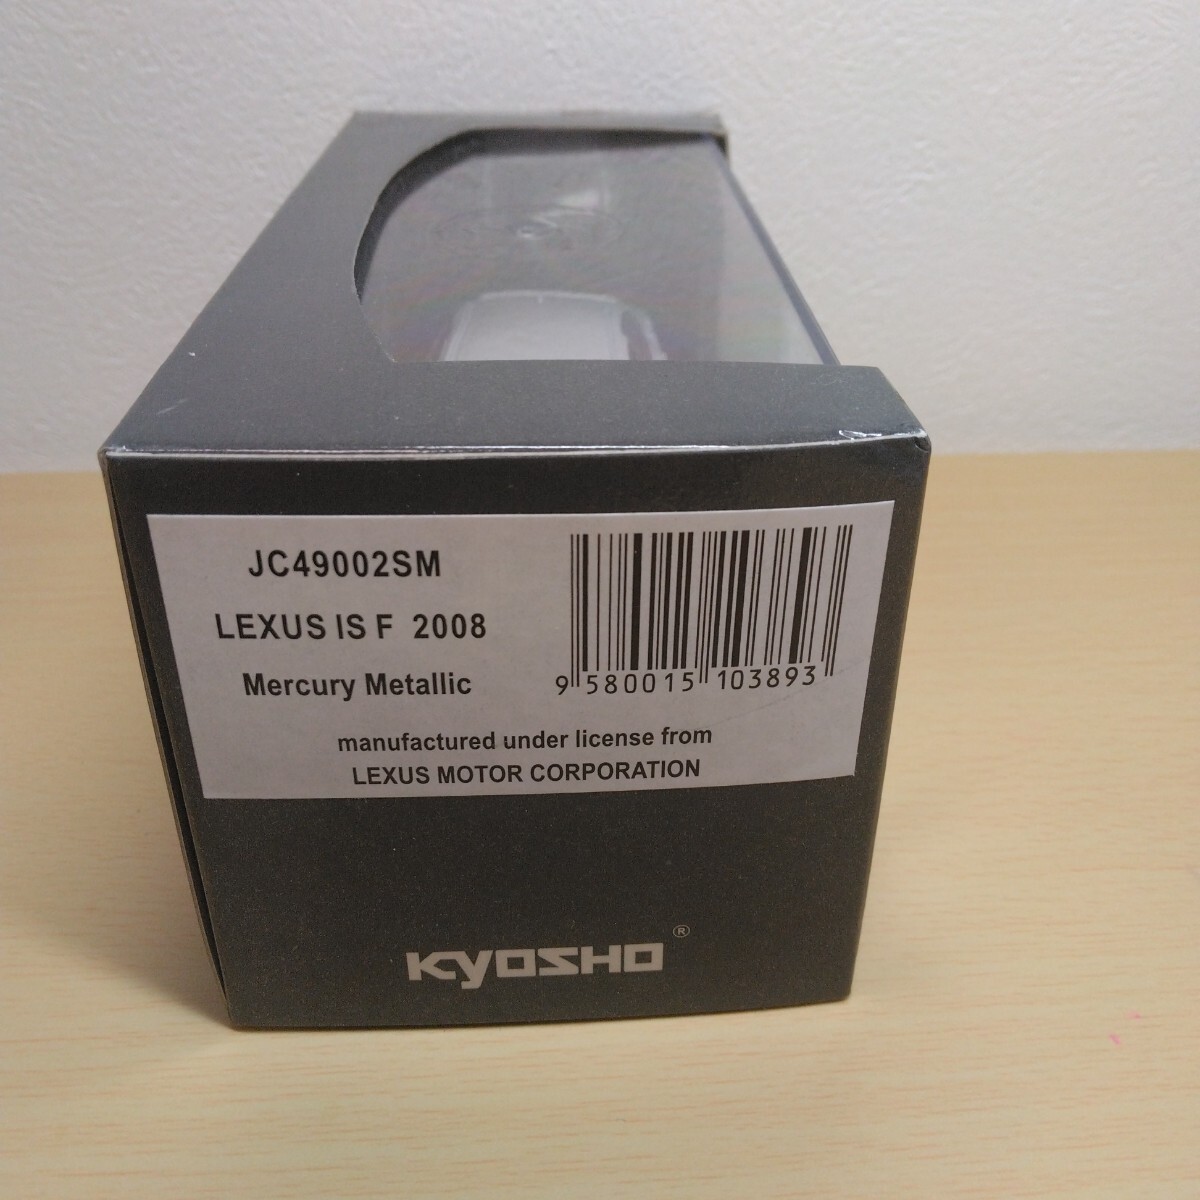 JC49002SM
LEXUS IS F 2008
Mercury Metallic
9 580015 103893
manufactured under license from
LEXUS MOTOR CORPORATION
KYOSHO®